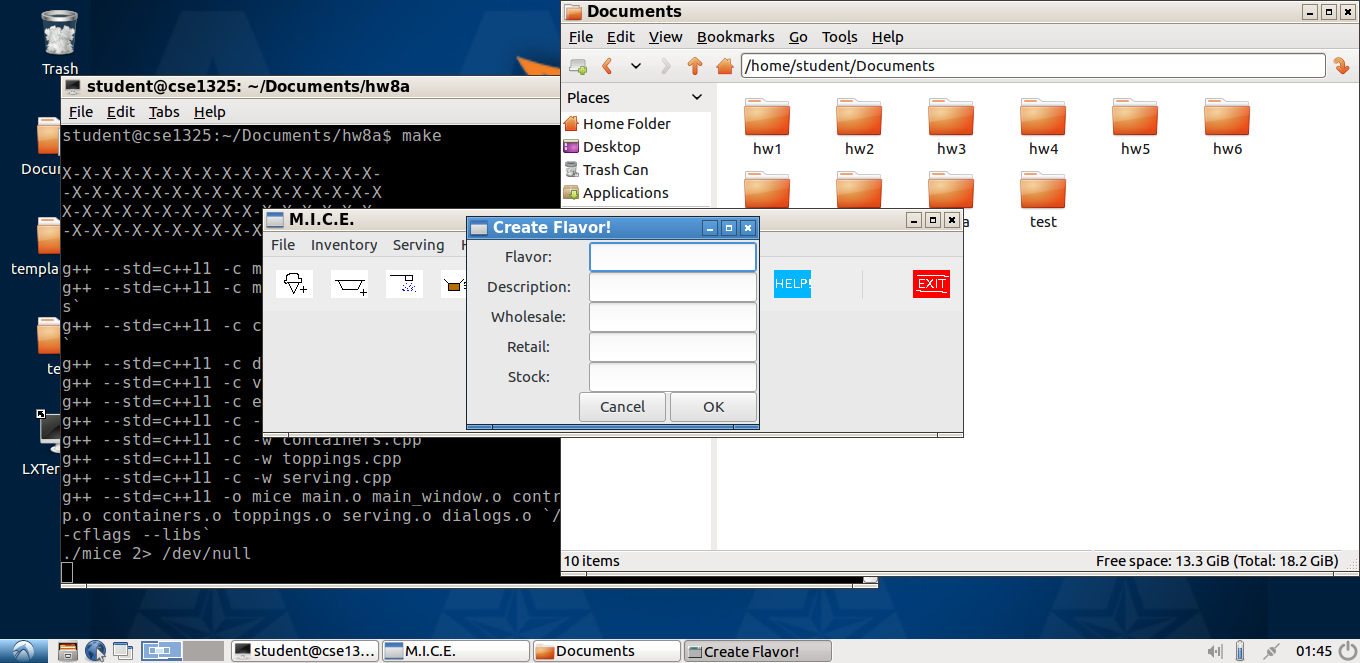 Trash
Docu
templa
te
LXTer
student@cse1325: ~/Documents/hw8a
File Edit Tabs Help
student@cse1325:~/Documents/hw8a$ make
X-X-X-X-X-X-X-X-X-X-X-X-X-X-X-X-
-X-X-X-X-X-X-X-X-X-X-X-X-X-X-X-X
X-X-X-X-X-X-X-X-X-X-X-X-X-X-X-X-
-X-X-X-X-X-X-X-X-X-X
g++ --std=c++11 -c m
g++ --std=c++11 -c m
s`
g++ --std=c++11 -c c
`
g++ --std=c++11 -c d
g++ --std=c++11 -c v
g++ --std=c++11 -c e
g++ --std=c++11 -c -
g++ --std=c++11 -c -w containers.cpp
g++ --std=c++11 -c -w toppings.cpp
g++ --std=c++11 -c -w serving.cpp
g++ --std=c++11 -o mice main.o main_window.o contr
p.o containers.o toppings.o serving.o dialogs.o `/
-cflags --libs`
./mice 2> /dev/null
Documents
File Edit View Bookmarks Go Tools Help
/home/student/Documents
Places
Home Folder
Desktop
Trash Can
Applications
hw1 hw2 hw3 hw4 hw5 hw6
a test
10 items
Free space: 13.3 GiB (Total: 18.2 GiB)
M.I.C.E.
File Inventory Serving
HELP!
EXIT
Create Flavor!
Flavor:
Description:
Wholesale:
Retail:
Stock:
Cancel OK
student@cse13... M.I.C.E. Documents Create Flavor! 01:45